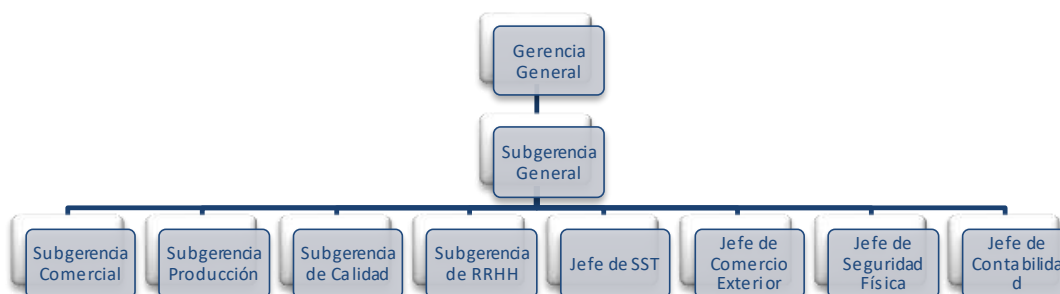 Gerencia
General
Subgerencia
General
Subgerencia
Comercial
Subgerencia
Producción
Subgerencia
de Calidad
Subgerencia
de RRHH
Jefe de SST
Jefe de
Comercio
Exterior
Jefe de
Seguridad
Física
Jefe de
Contabilida
d